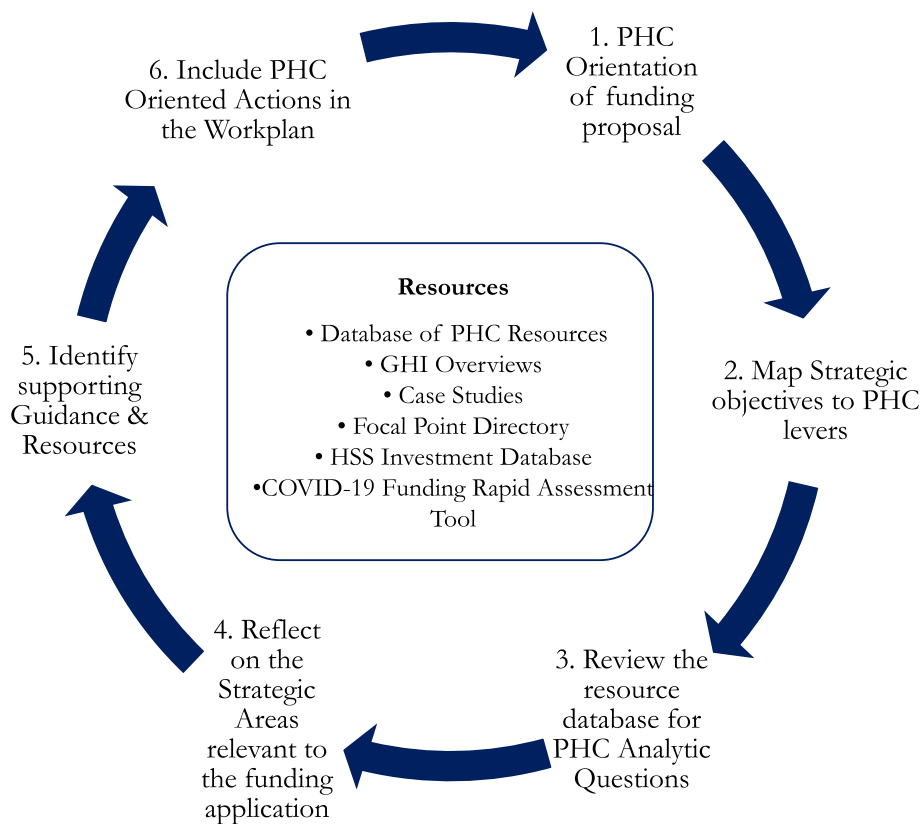 1. PHC
Orientation
of funding
proposal
2. Map Strategic
objectives to PHC
levers
3. Review the
resource
database for
PHC Analytic
Questions
4. Reflect
on the
Strategic
Areas
relevant to
the funding
application
5. Identify
supporting
Guidance &
Resources
6. Include PHC
Oriented Actions in
the Workplan
Resources
• Database of PHC Resources
• GHI Overviews
• Case Studies
• Focal Point Directory
• HSS Investment Database
•COVID-19 Funding Rapid Assessment
Tool